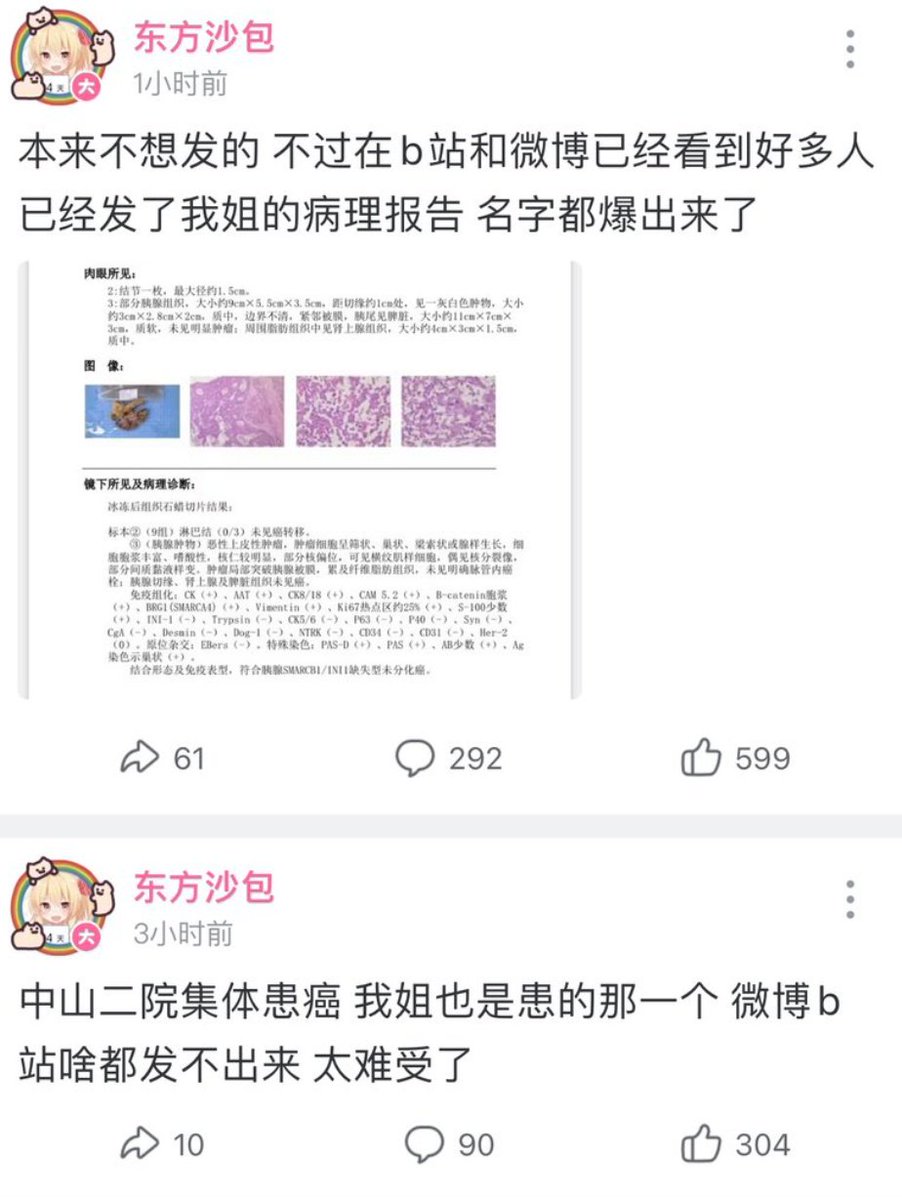 东方沙包
1小时前
本来不想发的 不过在b站和微博已经看到好多人
已经发了我姐的病理报告 名字都爆出来了
肉眼所见：
2:结节一枚，最大径约1.5cm。
3:部分胰腺组织，大小约9cm×5.5cm×3.5cm，距切缘约1cm处，见一灰白色肿物，大小
约3cm×2.8cm×2cm，质中，边界不清，紧邻被膜，胰尾见脾脏，大小约11cm×7cm×
3cm，质软，未见明显肿瘤；周围脂肪组织中见肾上腺组织，大小约4cm×3cm×1.5cm，
质中。
图 像：
镜下所见及病理诊断：
冰冻后组织石蜡切片结果：
标本②（9组）淋巴结（0/3）未见癌转移。
③（胰腺肿物）恶性上皮性肿瘤，肿瘤细胞呈筛状、巢状、梁索状或腺样生长，细
胞胞浆丰富、嗜酸性，核仁较明显，部分核偏位，可见横纹肌样细胞，偶见核分裂像，
部分间质黏液样变。肿瘤局部突破胰腺被膜，累及纤维脂肪组织，未见明确脉管内癌
栓；胰腺切缘、肾上腺及脾脏组织未见癌。
免疫组化：CK（+）、AAT（+）、CK8/18（+）、CAM 5.2（+）、B-catenin胞浆
（+）、BRG1(SMARCA4)（+）、Vimentin（+）、Ki67热点区约25%（+）、S-100少数
（+）、INI-1（-）、Trypsin（-）、CK5/6（-）、P63（-）、P40（-）、Syn（-）、
CgA（-）、Desmin（-）、Dog-1（-）、NTRK（-）、CD34（-）、CD31（-）、Her-2
（0）。原位杂交：EBers（-）。特殊染色：PAS-D（+）、PAS（+）、AB少数（+）、Ag
染色示巢状（+）。
结合形态及免疫表型，符合胰腺SMARCB1/INI1缺失型未分化癌。
61
292
599
东方沙包
3小时前
中山二院集体患癌 我姐也是患的那一个 微博b
站啥都发不出来 太难受了
10
90
304